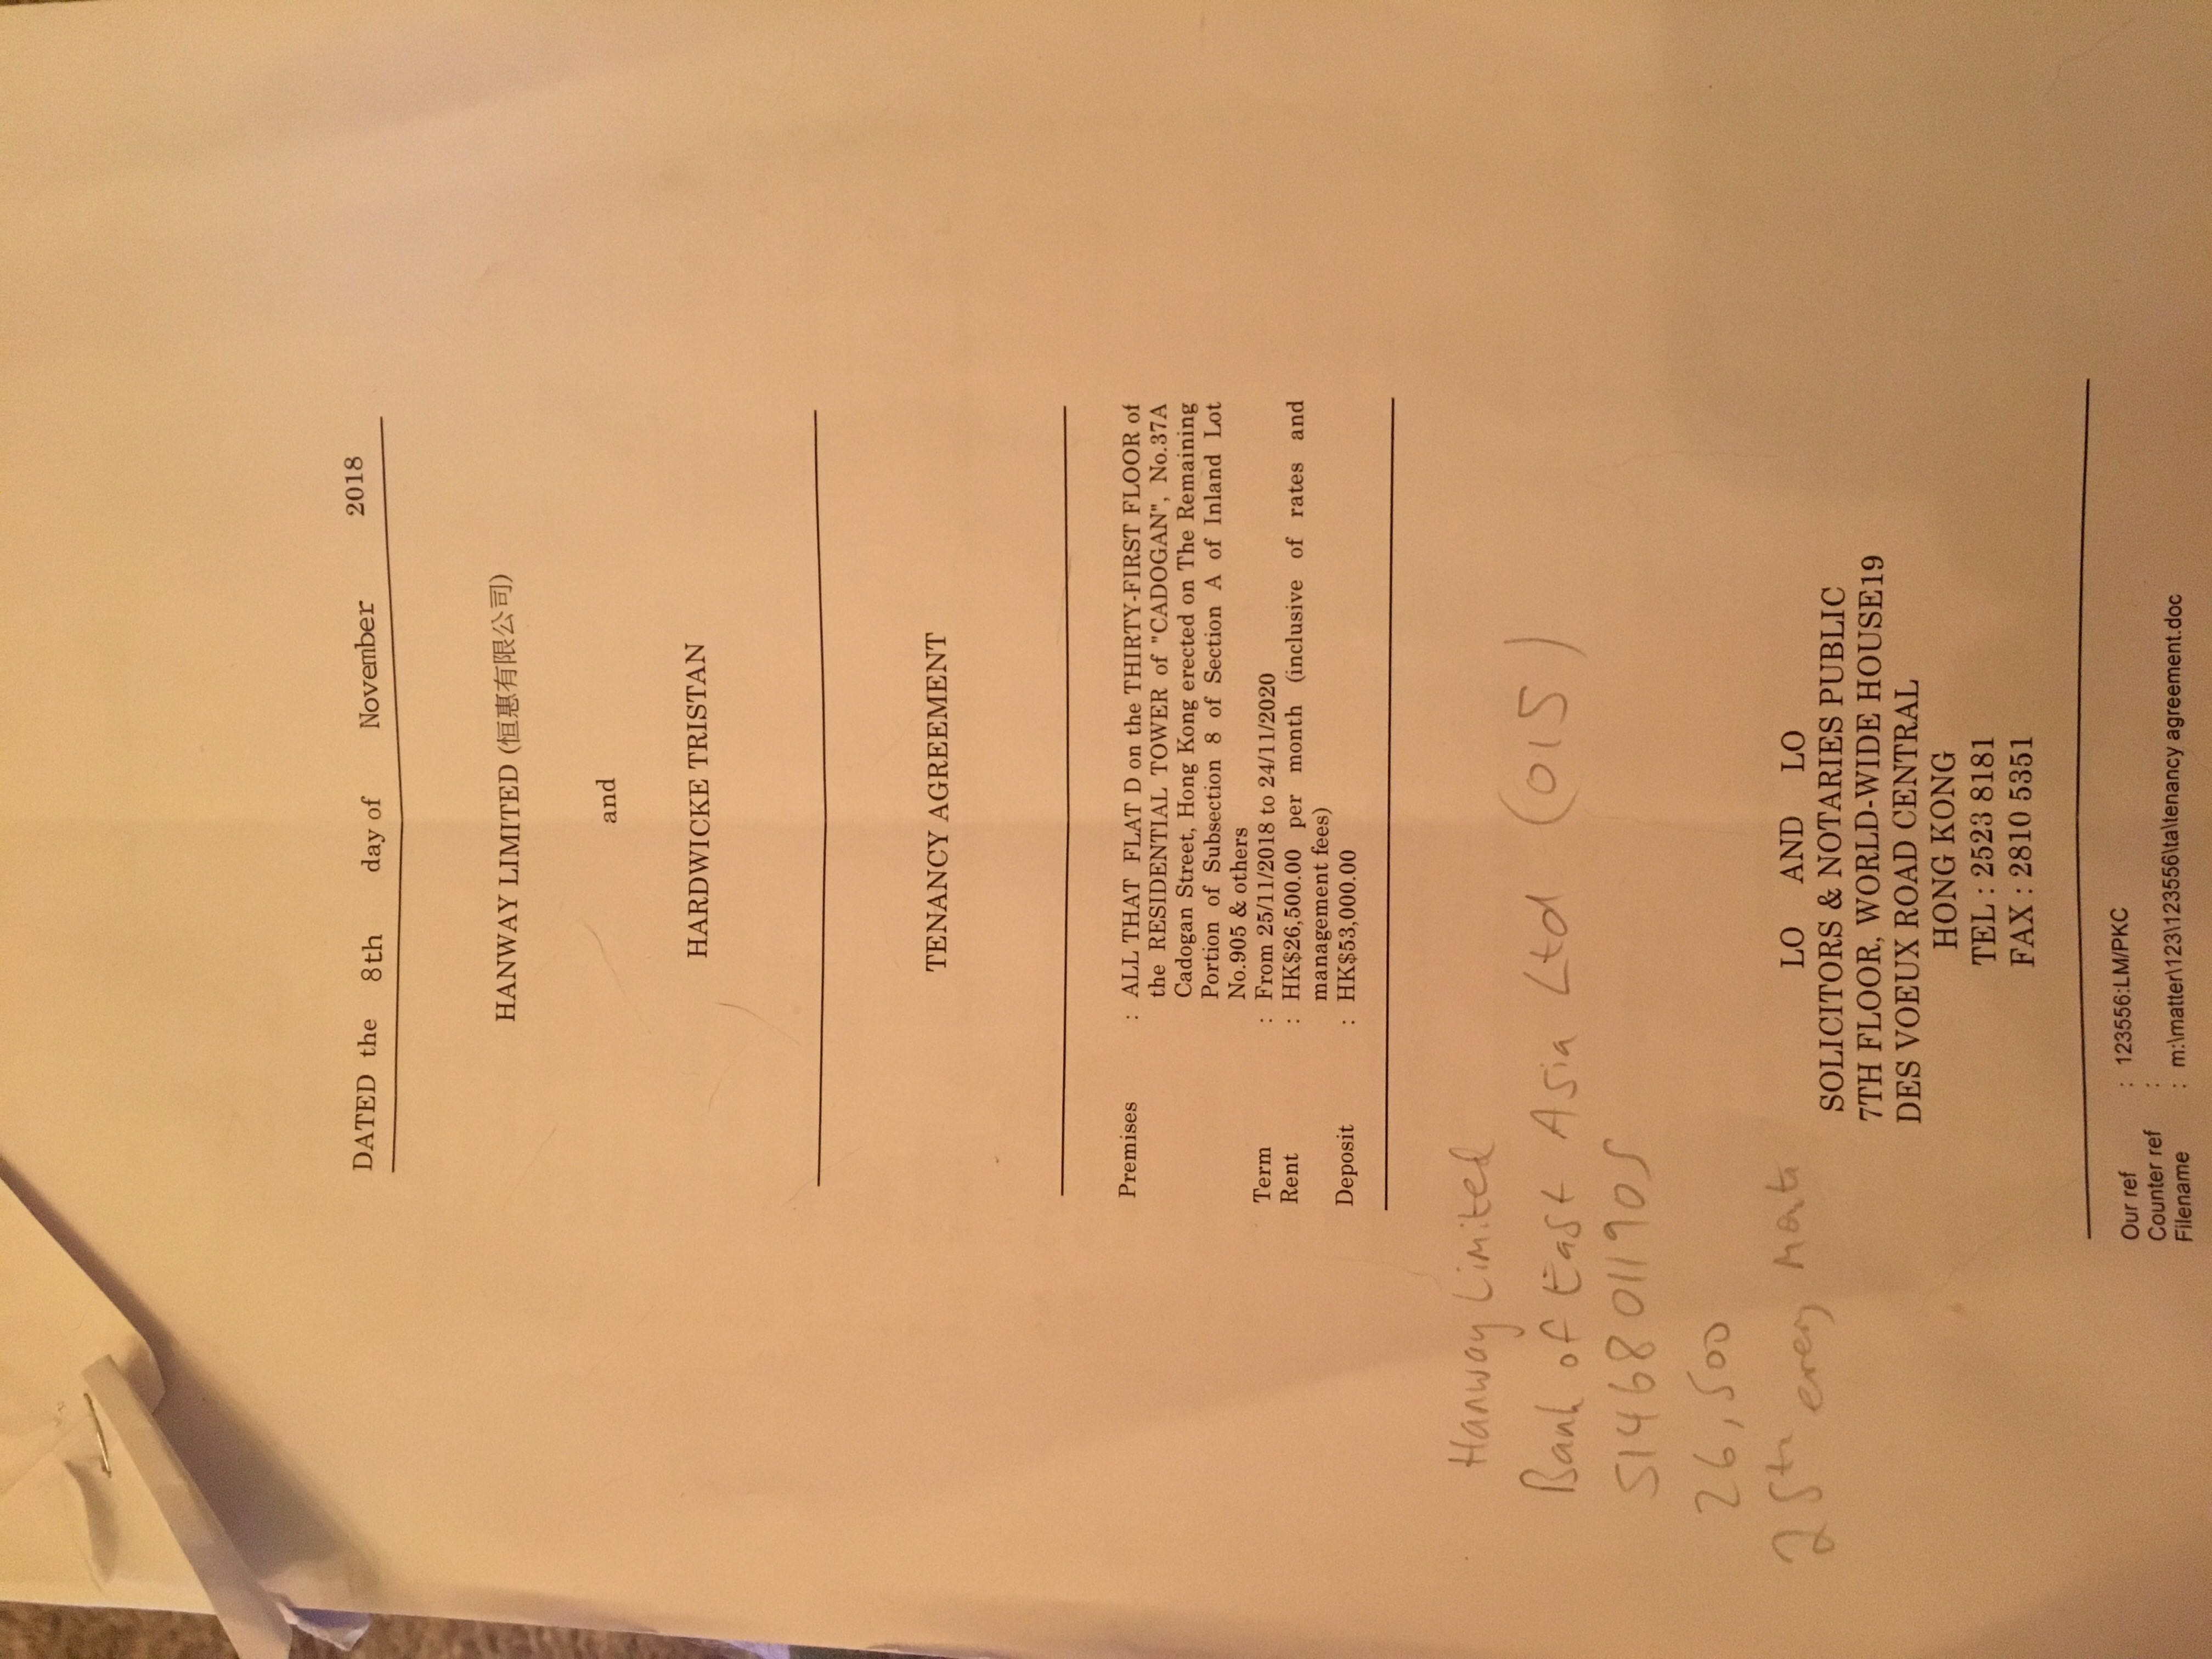 DATED the 8th day of November 2018
HANWAY LIMITED (恒惠有限公司)
and
HARDWICKE TRISTAN
TENANCY AGREEMENT
Premises : ALL THAT FLAT D on the THIRTY-FIRST FLOOR of
the RESIDENTIAL TOWER of "CADOGAN", No.37A
Cadogan Street, Hong Kong erected on The Remaining
Portion of Subsection 8 of Section A of Inland Lot
No.905 & others
Term : From 25/11/2018 to 24/11/2020
Rent : HK$26,500.00 per month (inclusive of rates and
management fees)
Deposit : HK$53,000.00
Hanway Limited
Bank of East Asia Ltd (015)
514680111905
26,500
25th every month
LO AND LO
SOLICITORS & NOTARIES PUBLIC
7TH FLOOR, WORLD-WIDE HOUSE19
DES VOEUX ROAD CENTRAL
HONG KONG
TEL : 2523 8181
FAX : 2810 5351
Our ref : 123556:LM/PKC
Counter ref :
Filename : m:\matter\123\123556\ta\tenancy agreement.doc